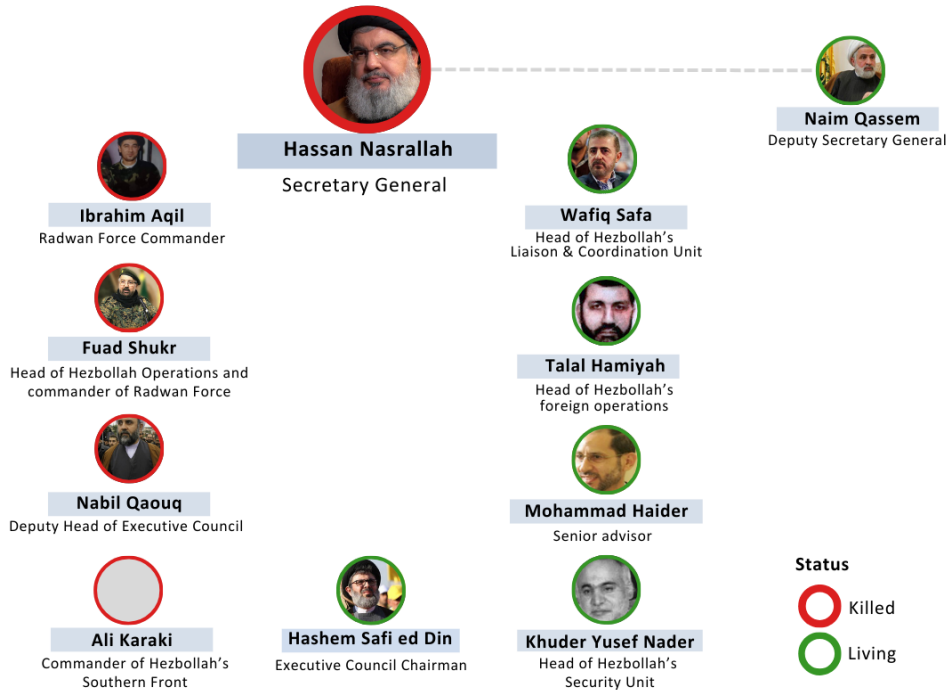 Hassan Nasrallah
Secretary General
Naim Qassem
Deputy Secretary General
Ibrahim Aqil
Radwan Force Commander
Wafiq Safa
Head of Hezbollah’s
Liaison & Coordination Unit
Fuad Shukr
Head of Hezbollah Operations and
commander of Radwan Force
Talal Hamiyah
Head of Hezbollah’s
foreign operations
Nabil Qaouq
Deputy Head of Executive Council
Mohammad Haider
Senior advisor
Ali Karaki
Commander of Hezbollah’s
Southern Front
Hashem Safi ed Din
Executive Council Chairman
Khuder Yusef Nader
Head of Hezbollah’s
Security Unit
Status
Killed
Living